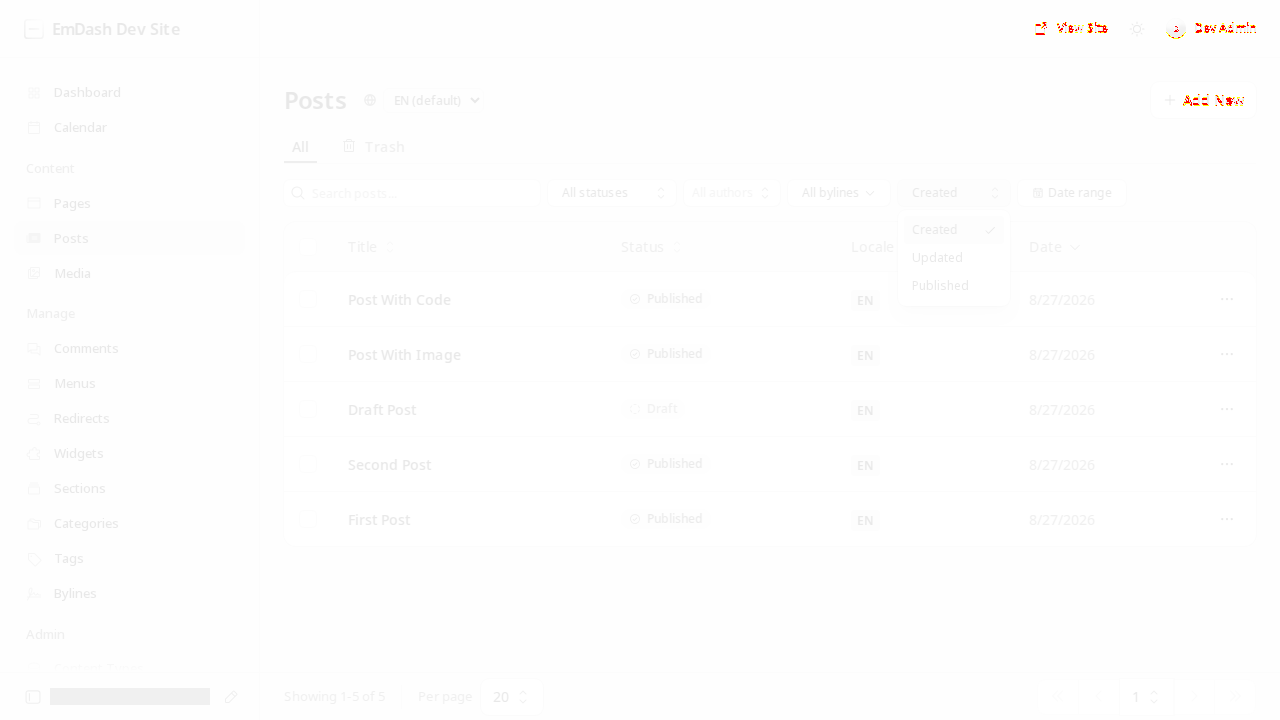 EmDash Dev Site
View Site
Dev Admin
Dashboard
Calendar
Content
Pages
Posts
Media
Manage
Comments
Menus
Redirects
Widgets
Sections
Categories
Tags
Bylines
Admin
Posts
EN (default)
Add New
All
Trash
Search posts...
All statuses
All authors
All bylines
Created
Date range
Created
Updated
Published
Title
Status
Locale
Date
Post With Code
Published
EN
8/27/2026
Post With Image
Published
EN
8/27/2026
Draft Post
Draft
EN
8/27/2026
Second Post
Published
EN
8/27/2026
First Post
Published
EN
8/27/2026
Showing 1-5 of 5
Per page
20
1